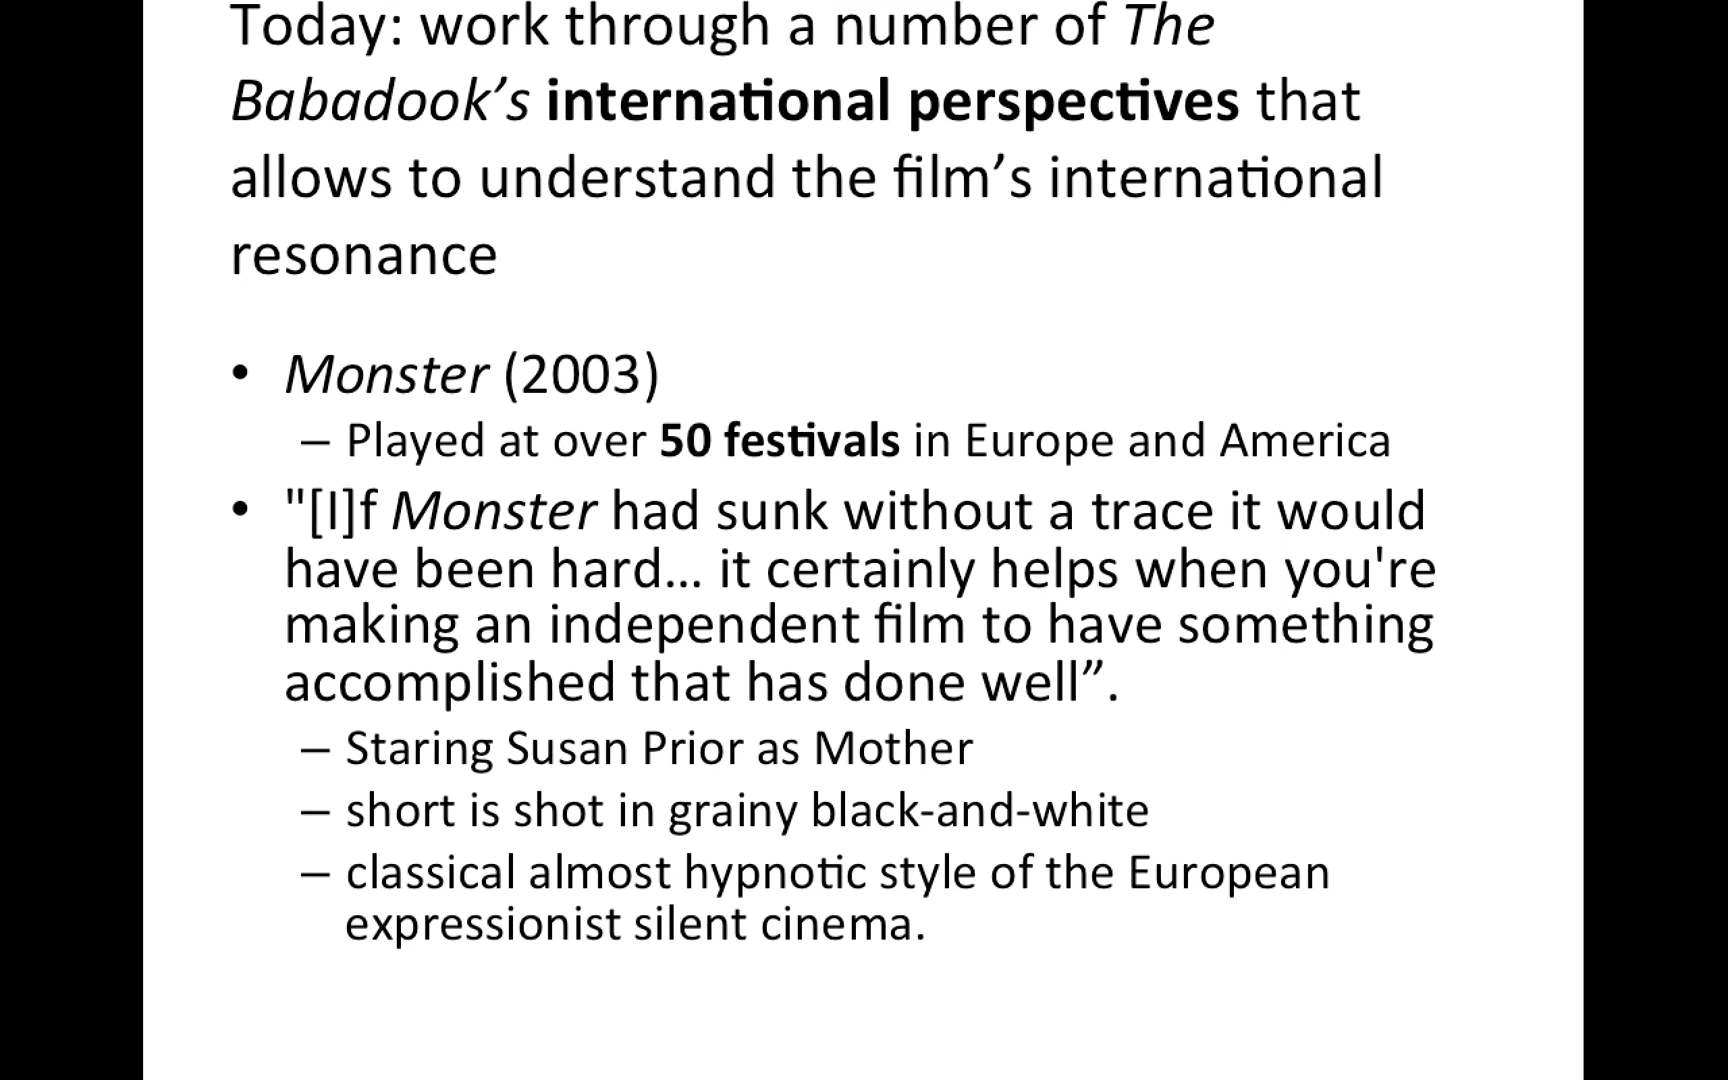 Today: work through a number of The
Babadook’s international perspectives that
allows to understand the film’s international
resonance
• Monster (2003)
– Played at over 50 festivals in Europe and America
• "[I]f Monster had sunk without a trace it would
have been hard... it certainly helps when you're
making an independent film to have something
accomplished that has done well”.
– Staring Susan Prior as Mother
– short is shot in grainy black-and-white
– classical almost hypnotic style of the European
expressionist silent cinema.